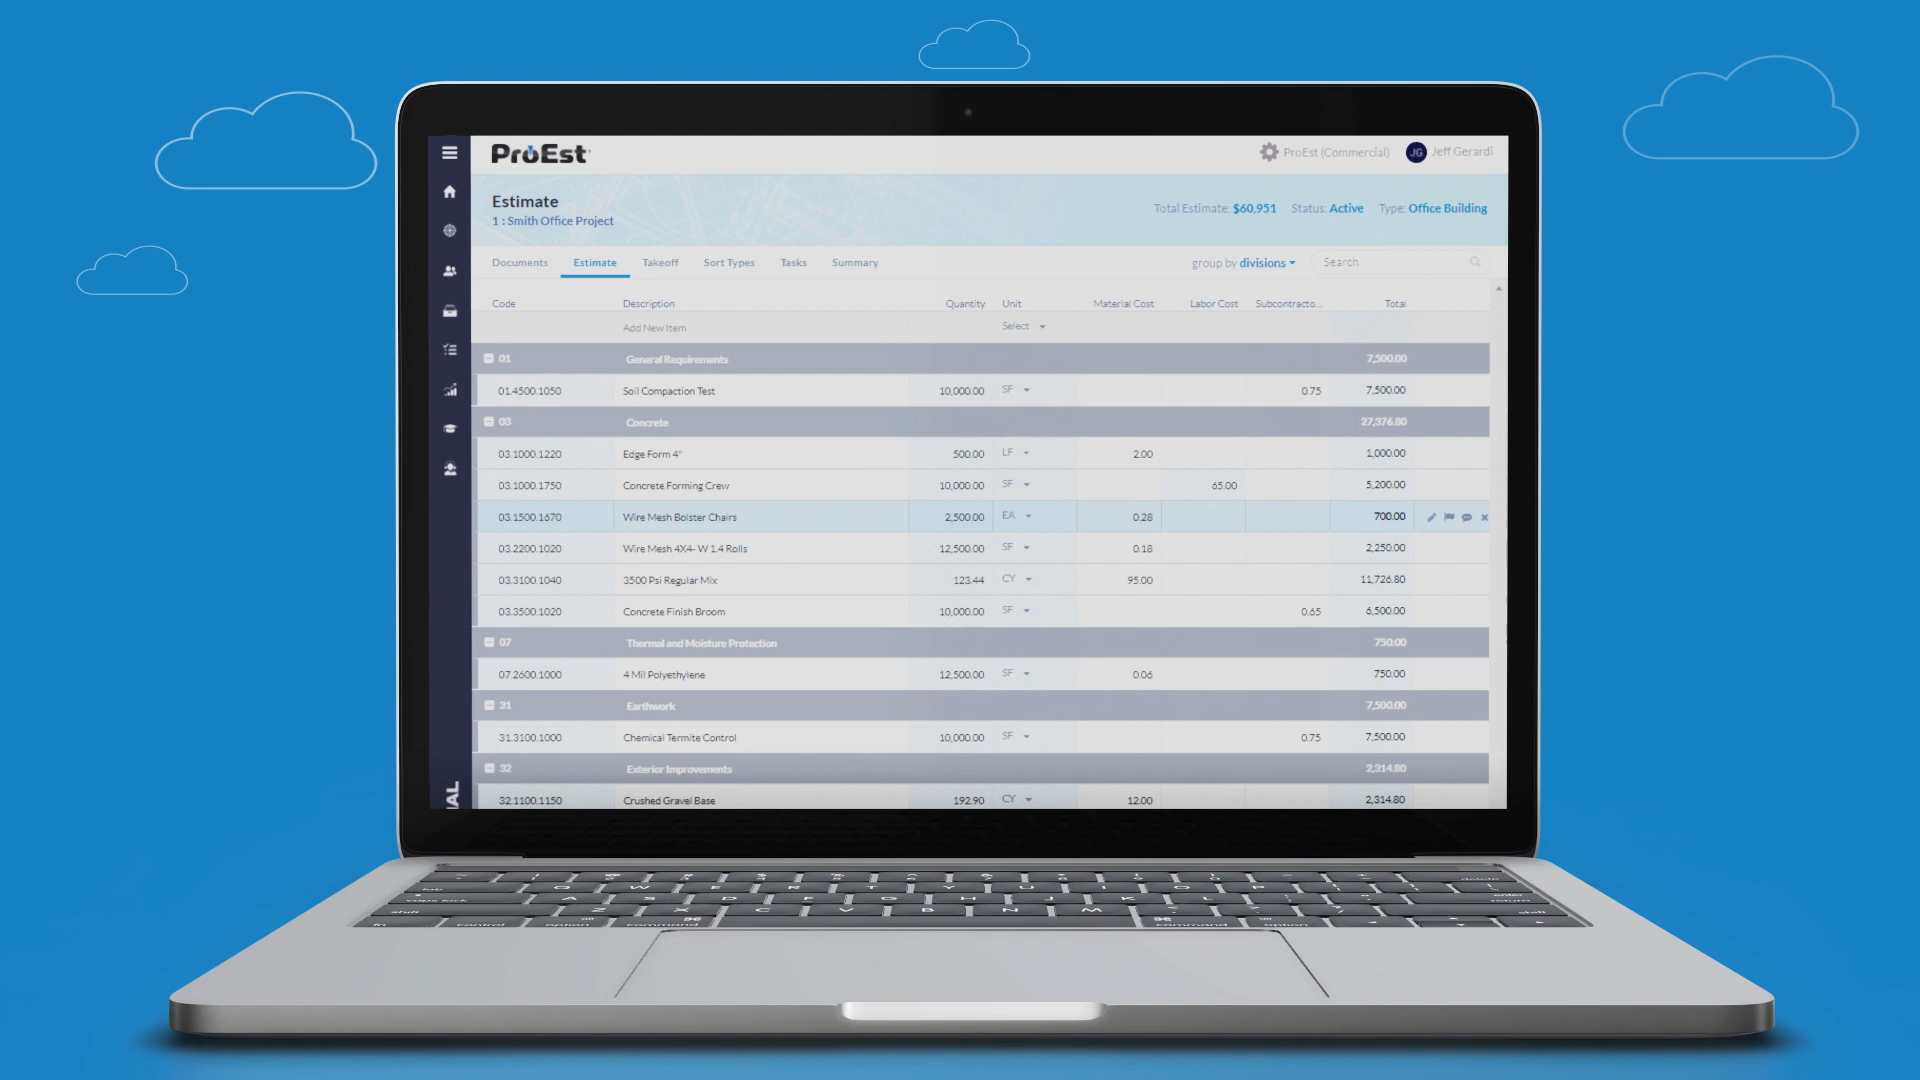 ProEst
ProEst (Commercial) JG Jeff Gerardi
Estimate
1 : Smith Office Project
Total Estimate: $60,951 Status: Active Type: Office Building
Documents Estimate Takeoff Sort Types Tasks Summary group by divisions Search
Code Description Quantity Unit Material Cost Labor Cost Subcontracto... Total
Add New Item Select
01 General Requirements 7,500.00
01.4500.1050 Soil Compaction Test 10,000.00 SF 0.75 7,500.00
03 Concrete 27,376.80
03.1000.1220 Edge Form 4" 500.00 LF 2.00 1,000.00
03.1000.1750 Concrete Forming Crew 10,000.00 SF 65.00 5,200.00
03.1500.1670 Wire Mesh Bolster Chairs 2,500.00 EA 0.28 700.00
03.2200.1020 Wire Mesh 4X4- W 1.4 Rolls 12,500.00 SF 0.18 2,250.00
03.3100.1040 3500 Psi Regular Mix 123.44 CY 95.00 11,726.80
03.3500.1020 Concrete Finish Broom 10,000.00 SF 0.65 6,500.00
07 Thermal and Moisture Protection 750.00
07.2600.1000 4 Mil Polyethylene 12,500.00 SF 0.06 750.00
31 Earthwork 7,500.00
31.3100.1000 Chemical Termite Control 10,000.00 SF 0.75 7,500.00
32 Exterior Improvements 2,314.80
32.1100.1150 Crushed Gravel Base 192.90 CY 12.00 2,314.80
Q W E R T Y U I O P
caps lock A S D F G H J K L return
shift Z X C V B N M shift
fn control option command command option